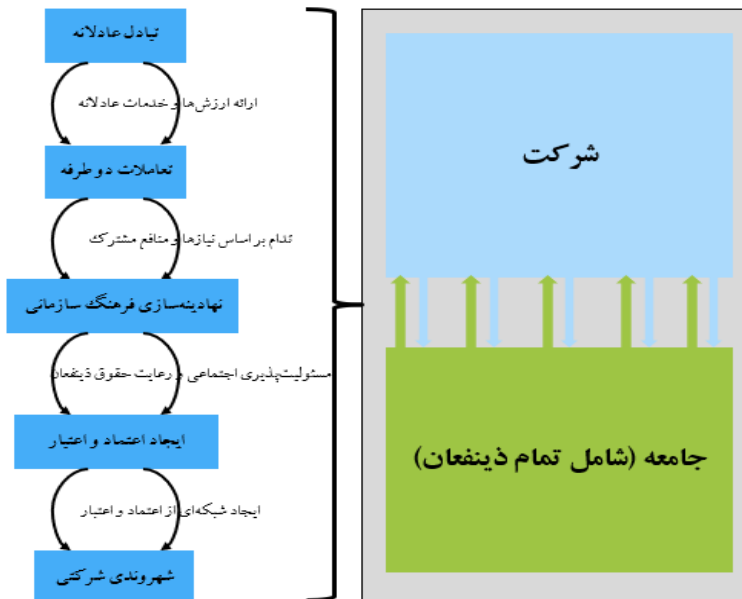 تبادل عادلانه
ارائه ارزش‌ها و خدمات عادلانه
تعاملات دو طرفه
تدام بر اساس نیازها و منافع مشترک
نهادینه‌سازی فرهنگ سازمانی
مسئولیت‌پذیری اجتماعی و رعایت حقوق ذینفعان
ایجاد اعتماد و اعتبار
ایجاد شبکه‌ای از اعتماد و اعتبار
شهروندی شرکتی
شرکت
جامعه (شامل تمام ذینفعان)